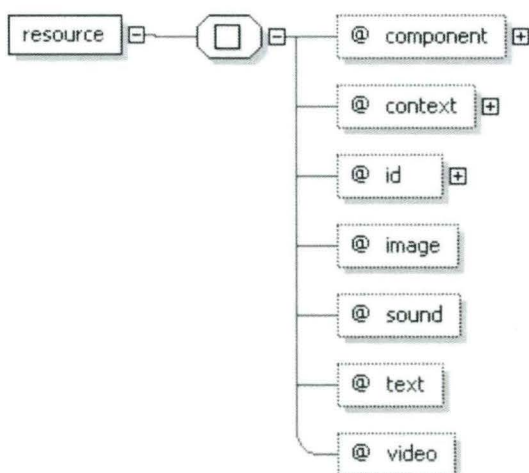 resource
@ component
@ context
@ id
@ image
@ sound
@ text
@ video